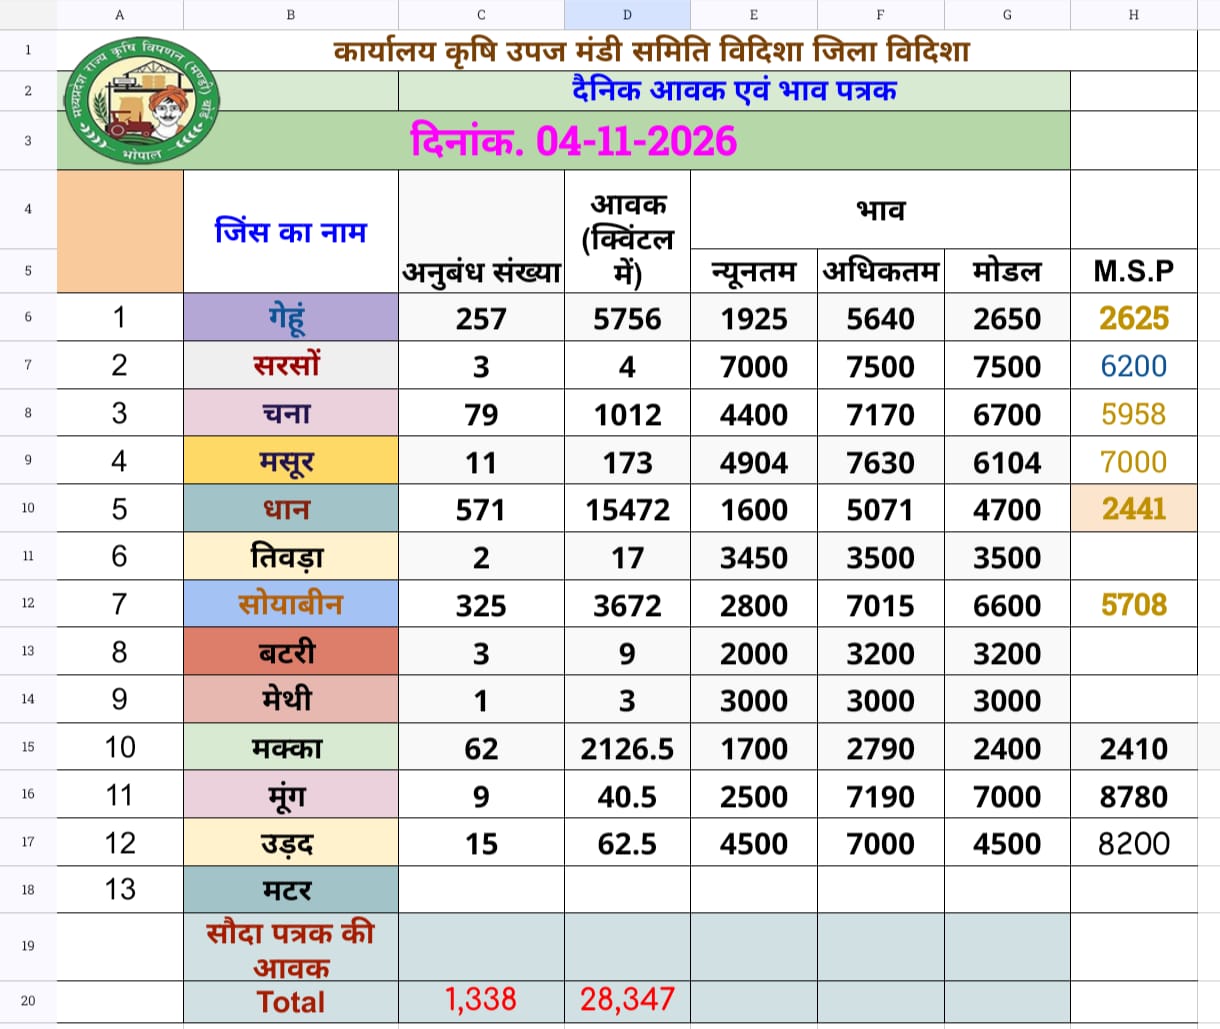 A B C D E F G H
1 कार्यालय कृषि उपज मंडी समिति विदिशा जिला विदिशा
2 दैनिक आवक एवं भाव पत्रक
3 दिनांक. 04-11-2026
मध्यप्रदेश राज्य कृषि विपणन (मण्डी) बोर्ड
भोपाल
4 जिंस का नाम अनुबंध संख्या आवक (क्विंटल में) भाव
5 न्यूनतम अधिकतम मोडल M.S.P
6 1 गेहूं 257 5756 1925 5640 2650 2625
7 2 सरसों 3 4 7000 7500 7500 6200
8 3 चना 79 1012 4400 7170 6700 5958
9 4 मसूर 11 173 4904 7630 6104 7000
10 5 धान 571 15472 1600 5071 4700 2441
11 6 तिवड़ा 2 17 3450 3500 3500
12 7 सोयाबीन 325 3672 2800 7015 6600 5708
13 8 बटरी 3 9 2000 3200 3200
14 9 मेथी 1 3 3000 3000 3000
15 10 मक्का 62 2126.5 1700 2790 2400 2410
16 11 मूंग 9 40.5 2500 7190 7000 8780
17 12 उड़द 15 62.5 4500 7000 4500 8200
18 13 मटर
19 सौदा पत्रक की आवक
20 Total 1,338 28,347